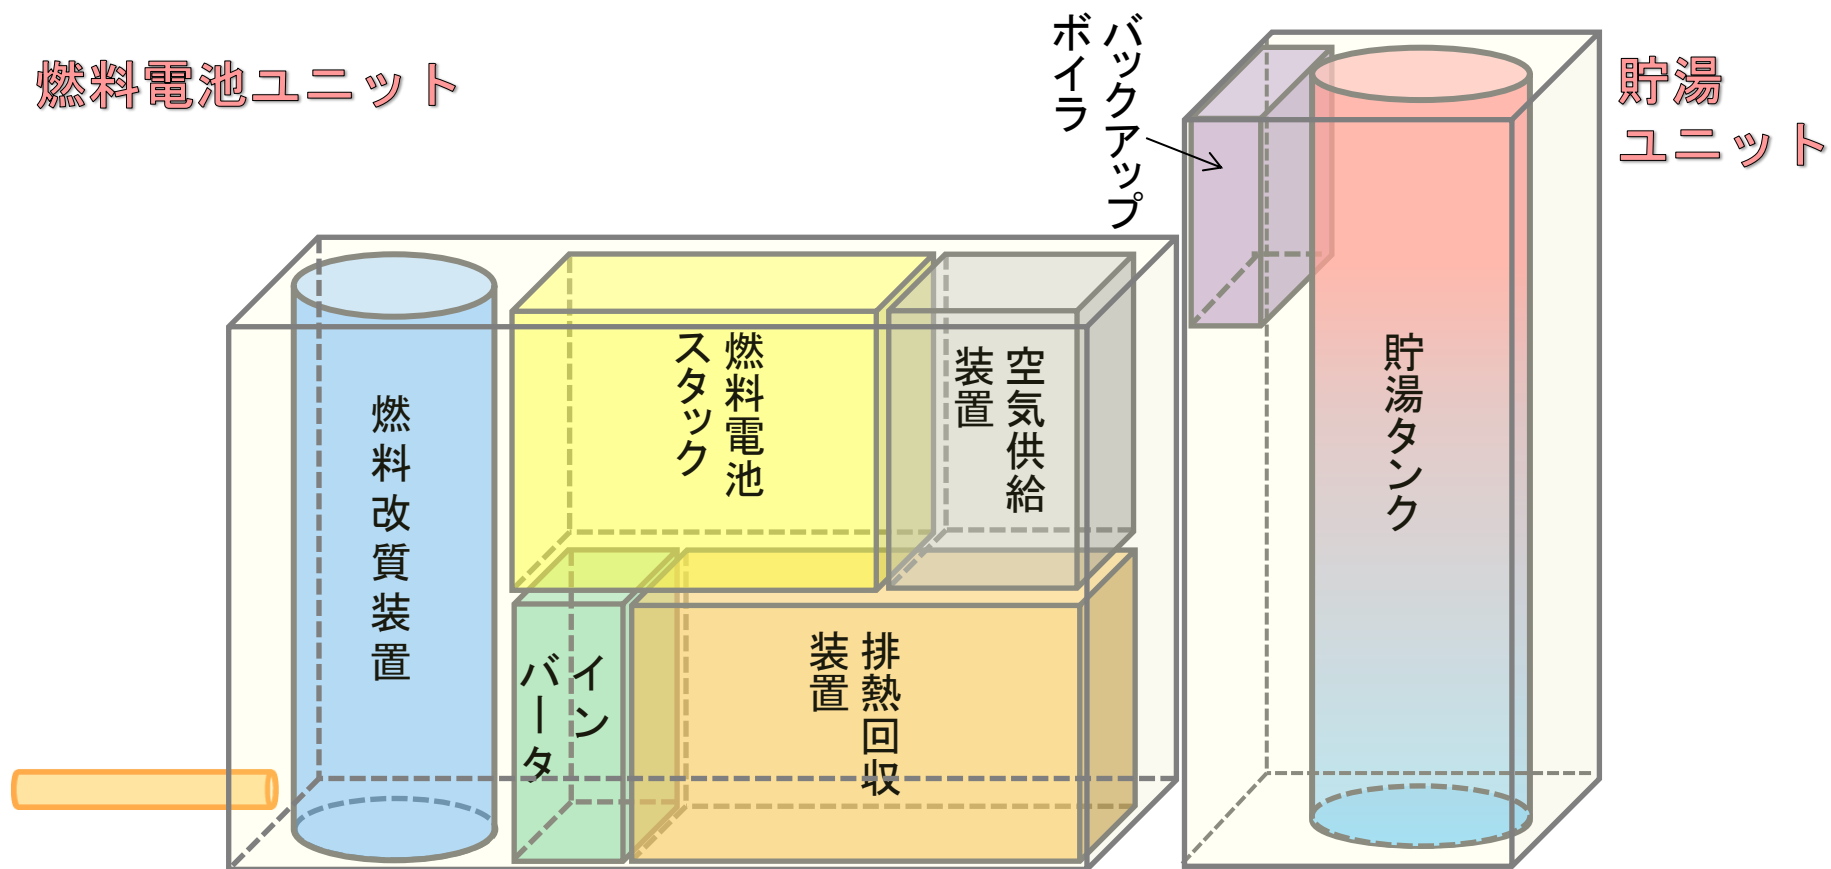 燃料電池ユニット
バックアップ
ボイラ
貯湯
ユニット
燃料改質装置
燃料電池
スタック
空気供給
装置
イン
バータ
排熱回収
装置
貯湯タンク